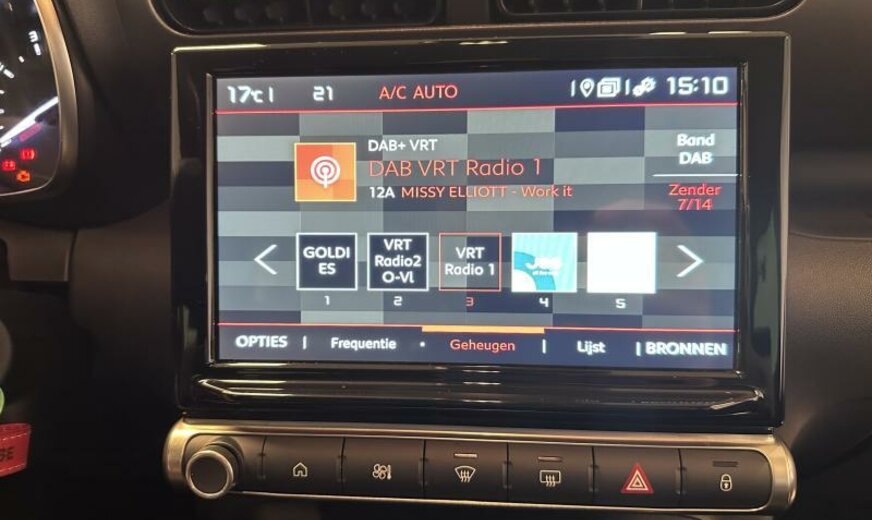 17°C 21 A/C AUTO 15:10
DAB+ VRT
DAB VRT Radio 1
12A MISSY ELLIOTT - Work it
Band
DAB
Zender
7/14
GOLDI
ES
VRT
Radio2
O-Vl
VRT
Radio 1
1 2 3 4 5
OPTIES Frequentie Geheugen Lijst BRONNEN